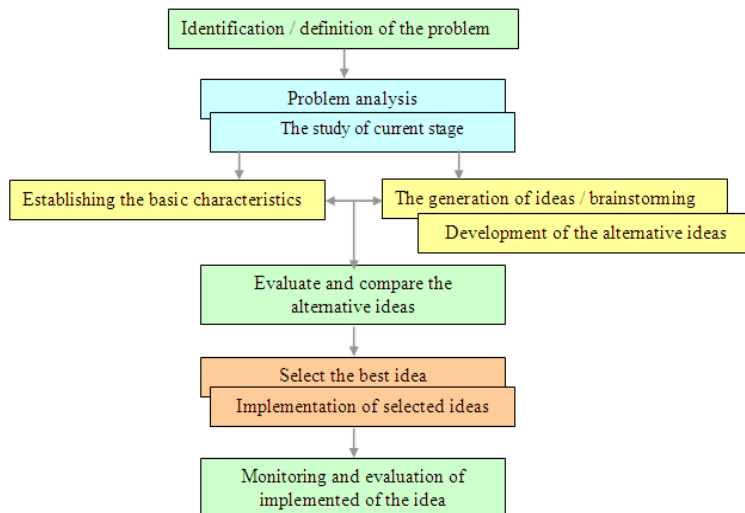 Identification / definition of the problem
Problem analysis
The study of current stage
Establishing the basic characteristics
The generation of ideas / brainstorming
Development of the alternative ideas
Evaluate and compare the
alternative ideas
Select the best idea
Implementation of selected ideas
Monitoring and evaluation of
implemented of the idea